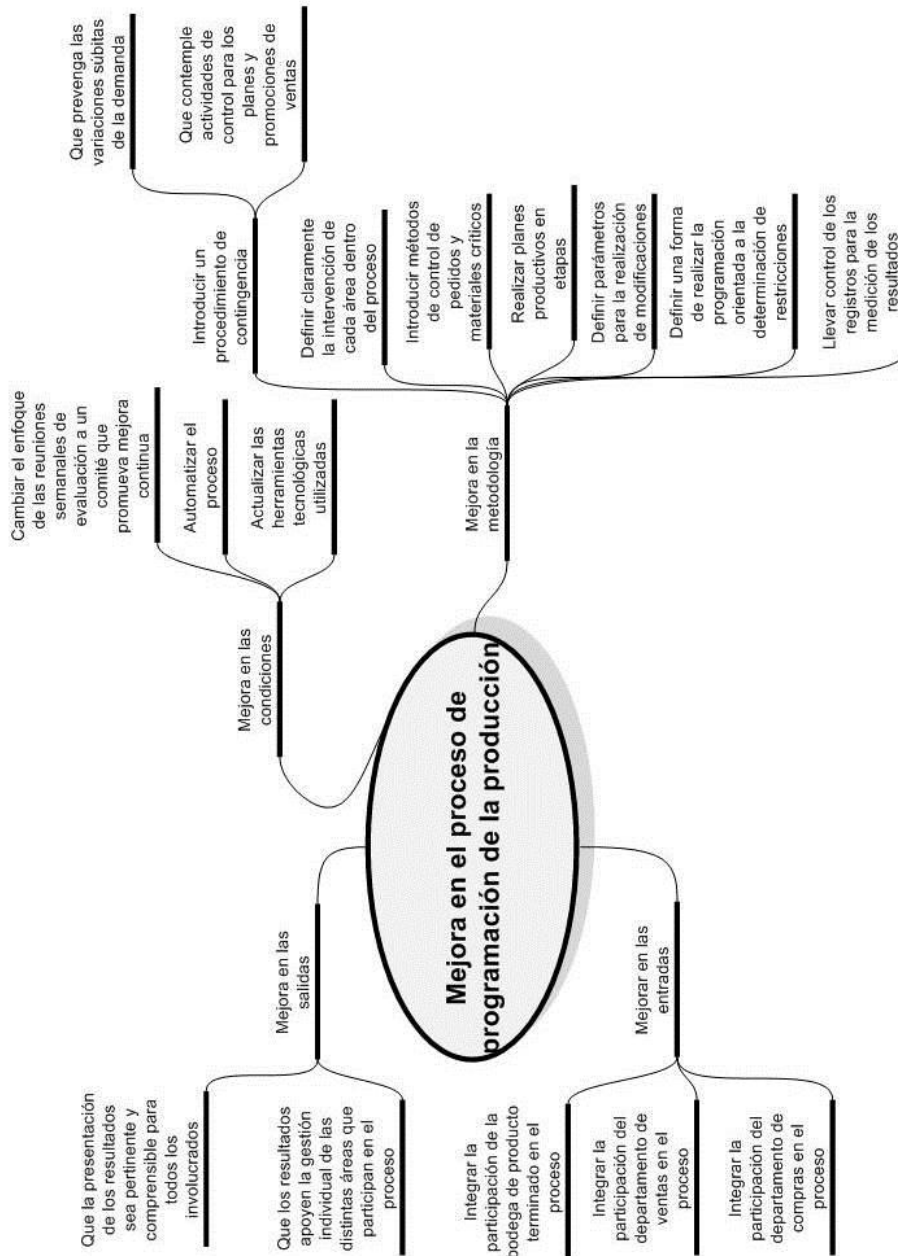 Mejora en el proceso de
programación de la producción
Mejora en las
salidas
Que la presentación
de los resultados
sea pertinente y
comprensible para
todos los
involucrados
Que los resultados
apoyen la gestión
individual de las
distintas áreas que
participan en el
proceso
Mejorar en las
entradas
Integrar la
participación de la
bodega de producto
terminado en el
proceso
Integrar la
participación del
departamento de
ventas en el
proceso
Integrar la
participación del
departamento de
compras en el
proceso
Mejora en las
condiciones
Cambiar el enfoque
de las reuniones
semanales de
evaluación a un
comité que
promueva mejora
continua
Automatizar el
proceso
Actualizar las
herramientas
tecnológicas
utilizadas
Mejora en la
metodología
Introducir un
procedimiento de
contingencia
Que prevenga las
variaciones súbitas
de la demanda
Que contemple
actividades de
control para los
planes y
promociones de
ventas
Definir claramente
la intervención de
cada área dentro
del proceso
Introducir métodos
de control de
pedidos y
materiales críticos
Realizar planes
productivos en
etapas
Definir parámetros
para la realización
de modificaciones
Definir una forma
de realizar la
programación
orientada a la
determinación de
restricciones
Llevar control de los
registros para la
medición de los
resultados